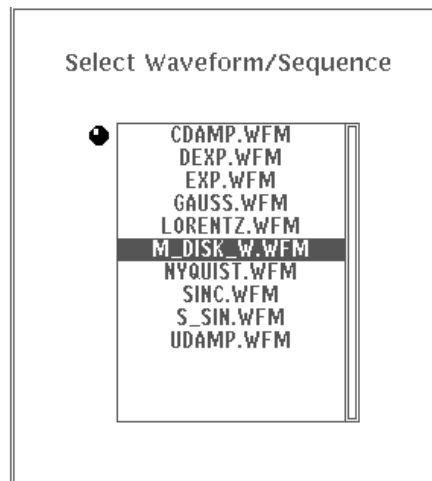 Select Waveform/Sequence
CDAMP.WFM
DEXP.WFM
EXP.WFM
GAUSS.WFM
LORENTZ.WFM
M_DISK_W.WFM
NYQUIST.WFM
SINC.WFM
S_SIN.WFM
UDAMP.WFM